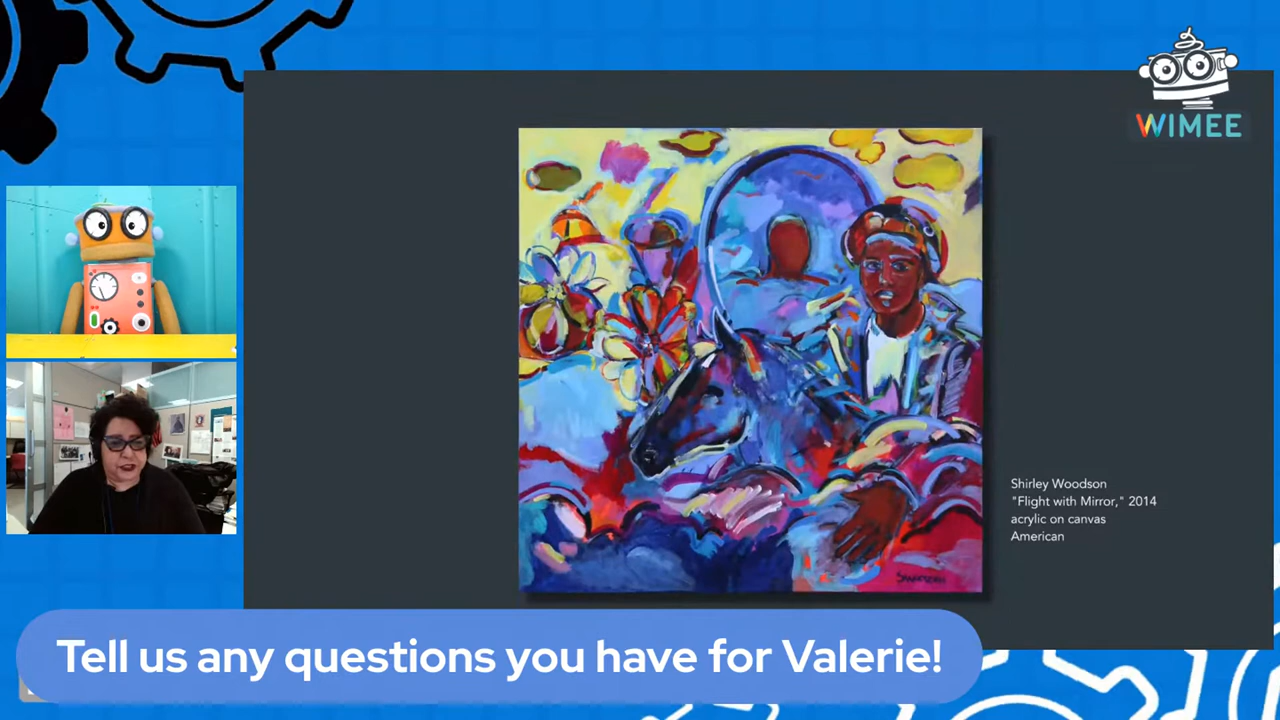 WIMEE
Shirley Woodson
"Flight with Mirror," 2014
acrylic on canvas
American
Tell us any questions you have for Valerie!